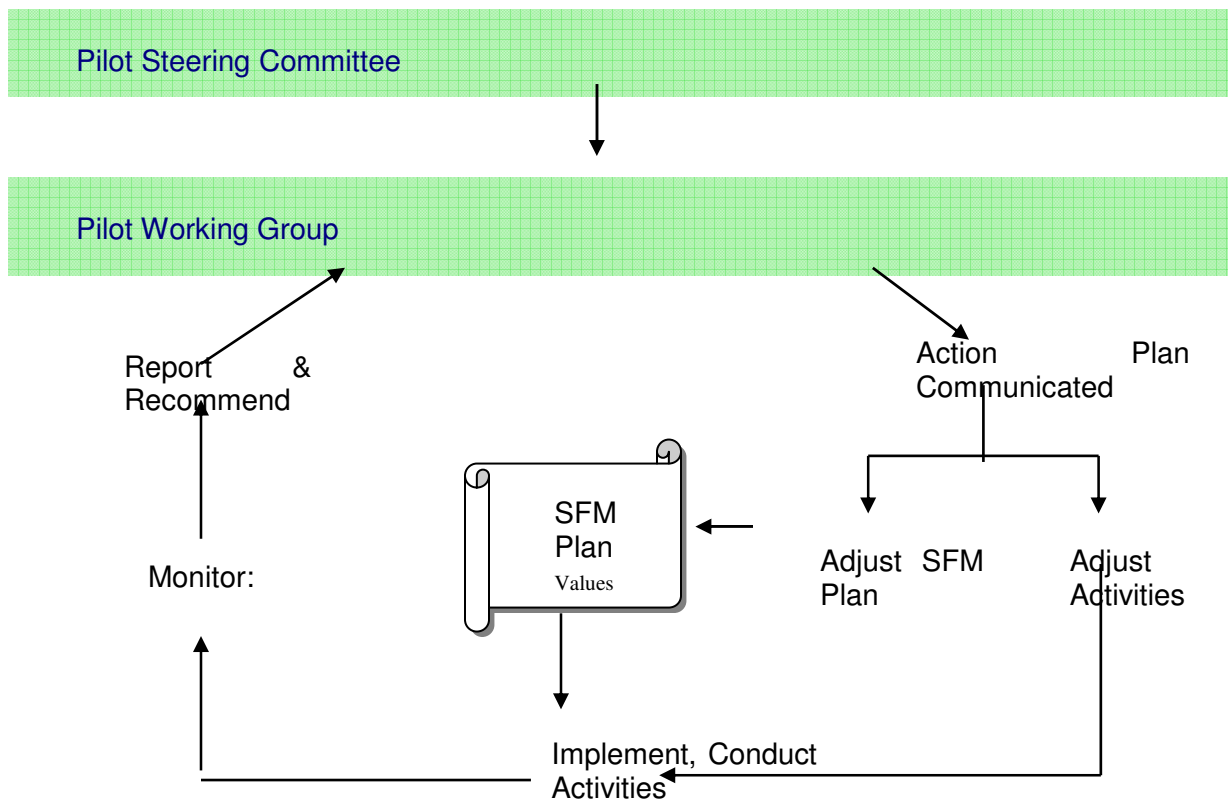 Pilot Steering Committee
Pilot Working Group
Report &
Recommend
Action Plan
Communicated
SFM
Plan
Values
Adjust SFM
Plan
Adjust
Activities
Monitor:
Implement, Conduct
Activities